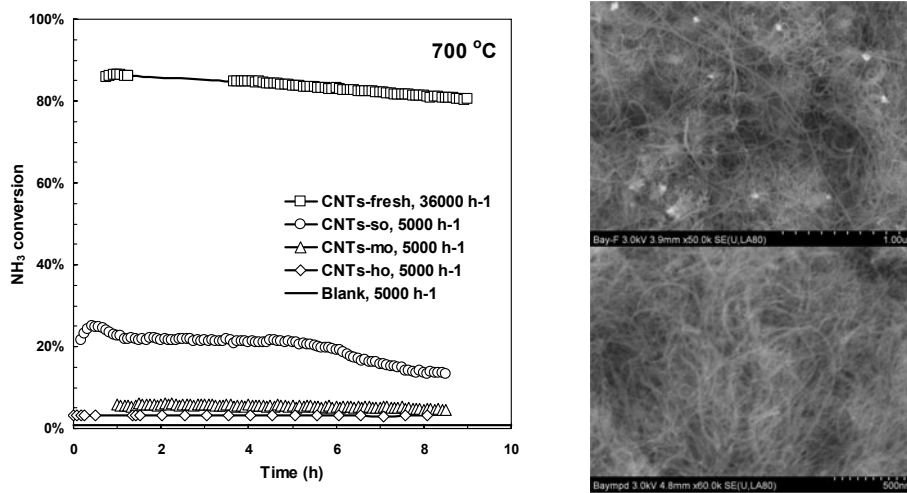 100%
80%
60%
40%
20%
0%
NH3 conversion
700 °C
CNTs-fresh, 36000 h-1
CNTs-so, 5000 h-1
CNTs-mo, 5000 h-1
CNTs-ho, 5000 h-1
Blank, 5000 h-1
0 2 4 6 8 10
Time (h)
Bay-F 3.0kV 3.9mm x50.0k SE(U,LA80) 1.00u
Baympd 3.0kV 4.8mm x60.0k SE(U,LA80) 500n